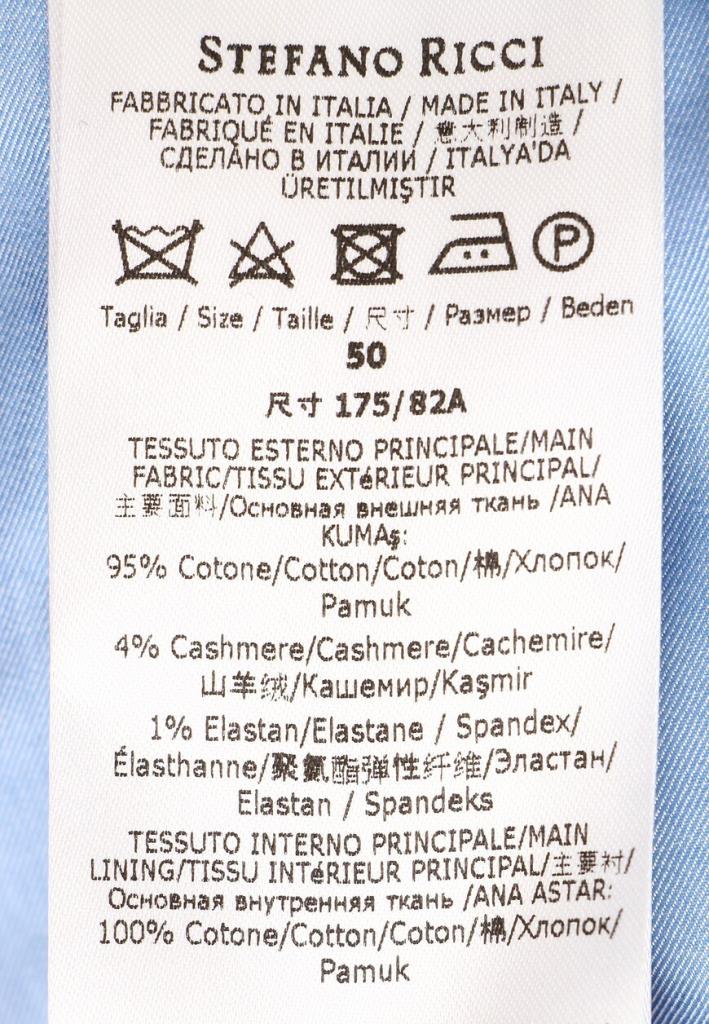 STEFANO RICCI
FABBRICATO IN ITALIA / MADE IN ITALY /
FABRIQUÉ EN ITALIE / 意大利制造 /
СДЕЛАНО В ИТАЛИИ / ITALYA'DA
ÜRETILMIŞTIR
P
Taglia / Size / Taille / 尺寸 / Размер / Beden
50
尺寸 175/82A
TESSUTO ESTERNO PRINCIPALE/MAIN
FABRIC/TISSU EXTéRIEUR PRINCIPAL/
主要面料/Основная внешняя ткань /ANA
KUMAş:
95% Cotone/Cotton/Coton/棉/Хлопок/
Pamuk
4% Cashmere/Cashmere/Cachemire/
山羊绒/Кашемир/Kaşmir
1% Elastan/Elastane / Spandex/
Élasthanne/聚氨酯弹性纤维/Эластан/
Elastan / Spandeks
TESSUTO INTERNO PRINCIPALE/MAIN
LINING/TISSU INTéRIEUR PRINCIPAL/主要衬/
Основная внутренняя ткань /ANA ASTAR:
100% Cotone/Cotton/Coton/棉/Хлопок/
Pamuk